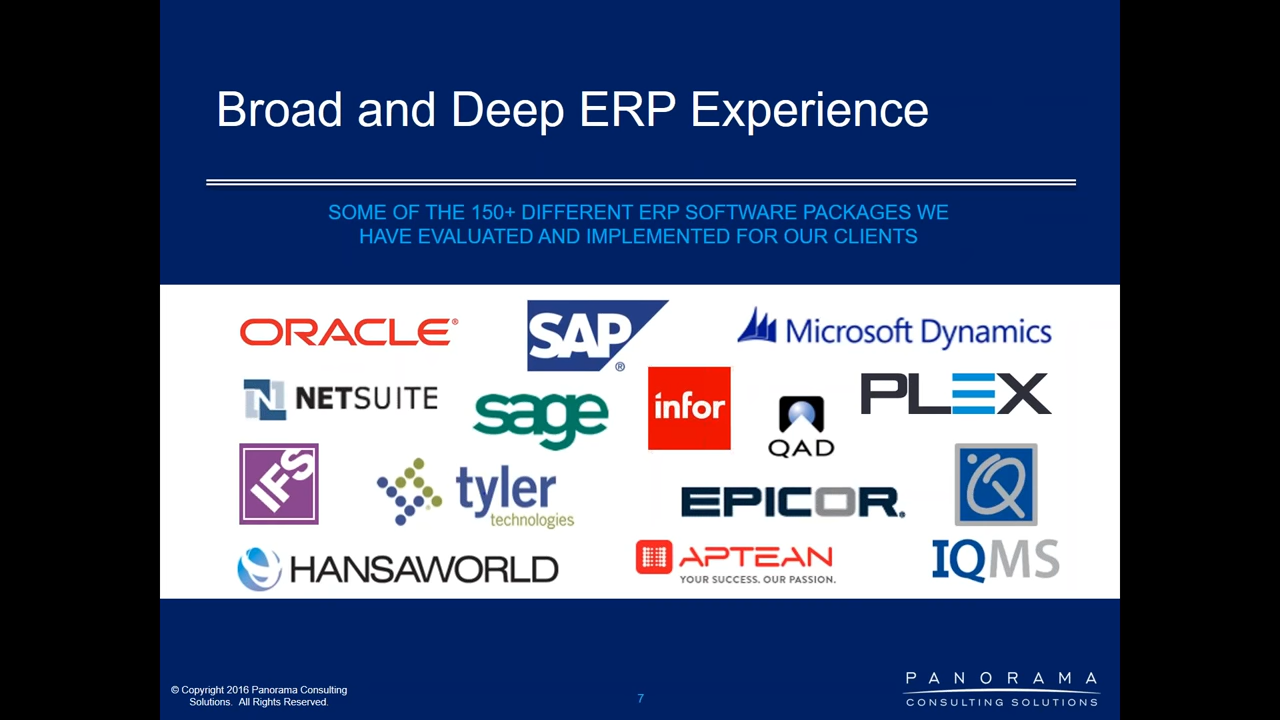 Broad and Deep ERP Experience
SOME OF THE 150+ DIFFERENT ERP SOFTWARE PACKAGES WE
HAVE EVALUATED AND IMPLEMENTED FOR OUR CLIENTS
ORACLE®
SAP®
Microsoft Dynamics
N NETSUITE
sage
infor
QAD
PLEX
IFS
tyler
technologies
EPICOR®
iQ
HANSAWORLD
APTEAN
YOUR SUCCESS. OUR PASSION.
IQMS
© Copyright 2016 Panorama Consulting
Solutions. All Rights Reserved.
7
PANORAMA
CONSULTING SOLUTIONS